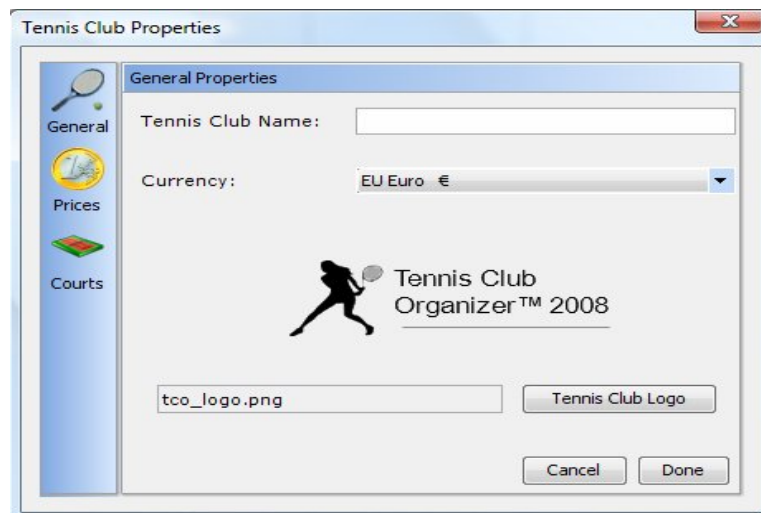 Tennis Club Properties
General
Prices
Courts
General Properties
Tennis Club Name:
Currency:
EU Euro €
Tennis Club
Organizer™ 2008
tco_logo.png
Tennis Club Logo
Cancel
Done